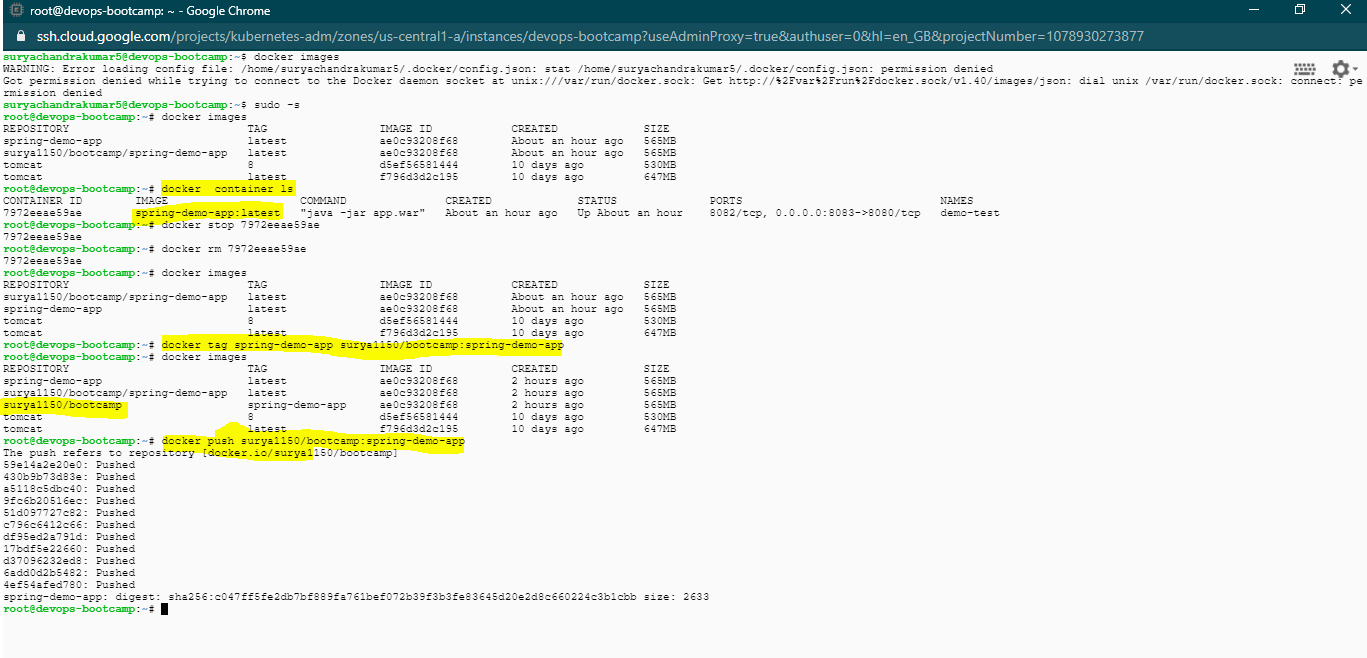 root@devops-bootcamp: ~ - Google Chrome
ssh.cloud.google.com/projects/kubernetes-adm/zones/us-central1-a/instances/devops-bootcamp?useAdminProxy=true&authuser=0&hl=en_GB&projectNumber=1078930273877
suryachandrakumar5@devops-bootcamp:~$ docker images
WARNING: Error loading config file: /home/suryachandrakumar5/.docker/config.json: stat /home/suryachandrakumar5/.docker/config.json: permission denied
Got permission denied while trying to connect to the Docker daemon socket at unix:///var/run/docker.sock: Get http://%2Fvar%2Frun%2Fdocker.sock/v1.40/images/json: dial unix /var/run/docker.sock: connect: pe
rmission denied
suryachandrakumar5@devops-bootcamp:~$ sudo -s
root@devops-bootcamp:~# docker images
REPOSITORY TAG IMAGE ID CREATED SIZE
spring-demo-app latest ae0c93208f68 About an hour ago 565MB
surya1150/bootcamp/spring-demo-app latest ae0c93208f68 About an hour ago 565MB
tomcat 8 d5ef56581444 10 days ago 530MB
tomcat latest f796d3d2c195 10 days ago 647MB
root@devops-bootcamp:~# docker  container ls
CONTAINER ID IMAGE COMMAND CREATED STATUS PORTS NAMES
7972eeae59ae spring-demo-app:latest "java -jar app.war" About an hour ago Up About an hour 8082/tcp, 0.0.0.0:8083->8080/tcp demo-test
root@devops-bootcamp:~# docker stop 7972eeae59ae
7972eeae59ae
root@devops-bootcamp:~# docker rm 7972eeae59ae
7972eeae59ae
root@devops-bootcamp:~# docker images
REPOSITORY TAG IMAGE ID CREATED SIZE
surya1150/bootcamp/spring-demo-app latest ae0c93208f68 About an hour ago 565MB
spring-demo-app latest ae0c93208f68 About an hour ago 565MB
tomcat 8 d5ef56581444 10 days ago 530MB
tomcat latest f796d3d2c195 10 days ago 647MB
root@devops-bootcamp:~# docker tag spring-demo-app surya1150/bootcamp:spring-demo-app
root@devops-bootcamp:~# docker images
REPOSITORY TAG IMAGE ID CREATED SIZE
spring-demo-app latest ae0c93208f68 2 hours ago 565MB
surya1150/bootcamp/spring-demo-app latest ae0c93208f68 2 hours ago 565MB
surya1150/bootcamp spring-demo-app ae0c93208f68 2 hours ago 565MB
tomcat 8 d5ef56581444 10 days ago 530MB
tomcat latest f796d3d2c195 10 days ago 647MB
root@devops-bootcamp:~# docker push surya1150/bootcamp:spring-demo-app
The push refers to repository [docker.io/surya1150/bootcamp]
59e14a2e20e0: Pushed
430b9b73d83e: Pushed
a5118c5dbc40: Pushed
9fc6b20516ec: Pushed
51d097727c82: Pushed
c796c6412c66: Pushed
df95ed2a791d: Pushed
17bdf5e22660: Pushed
d37096232ed8: Pushed
6add0d2b5482: Pushed
4ef54afed780: Pushed
spring-demo-app: digest: sha256:c047ff5fe2db7bf889fa761bef072b39f3b3fe83645d20e2d8c660224c3b1cbb size: 2633
root@devops-bootcamp:~#